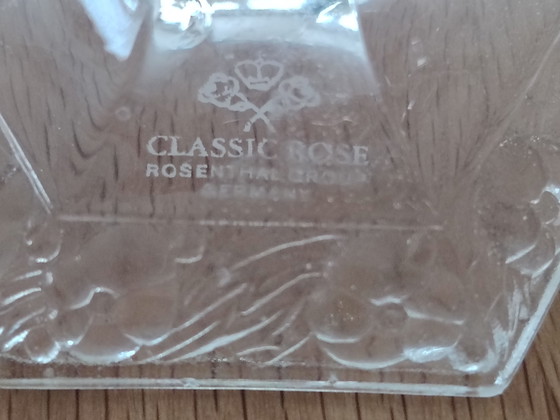 CLASSIC ROSE
ROSENTHAL GROUP
GERMANY